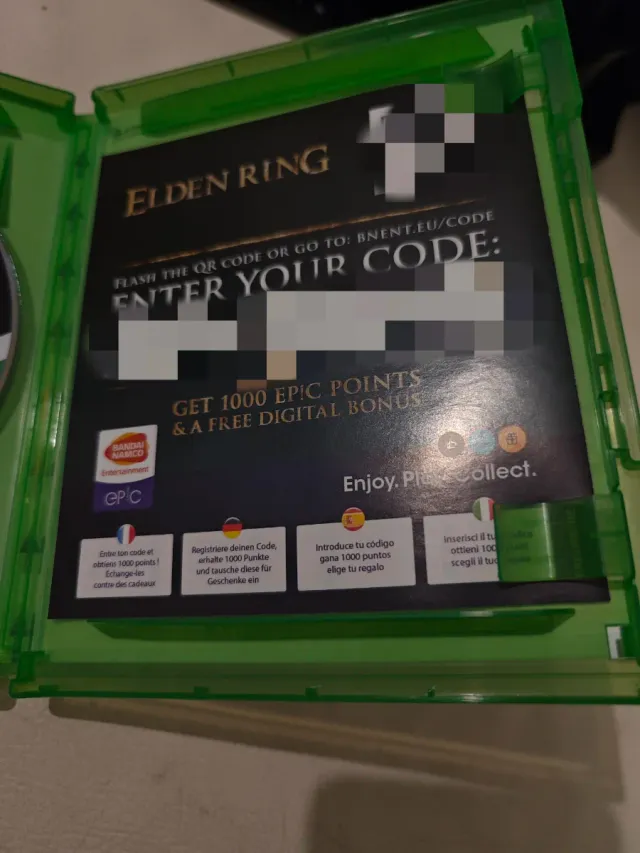 ELDEN RING
FLASH THE QR CODE OR GO TO: BNENT.EU/CODE
ENTER YOUR CODE:
GET 1000 EPIC POINTS
& A FREE DIGITAL BONUS
BANDAI
NAMCO
Entertainment
EPIC
Enjoy. Play. Collect.
Entre ton code et
obtiens 1000 points !
Échange-les
contre des cadeaux
Registriere deinen Code,
erhalte 1000 Punkte
und tausche diese für
Geschenke ein
Introduce tu código
gana 1000 puntos
elige tu regalo
Inserisci il tu
ottieni 100
scegli il tuo